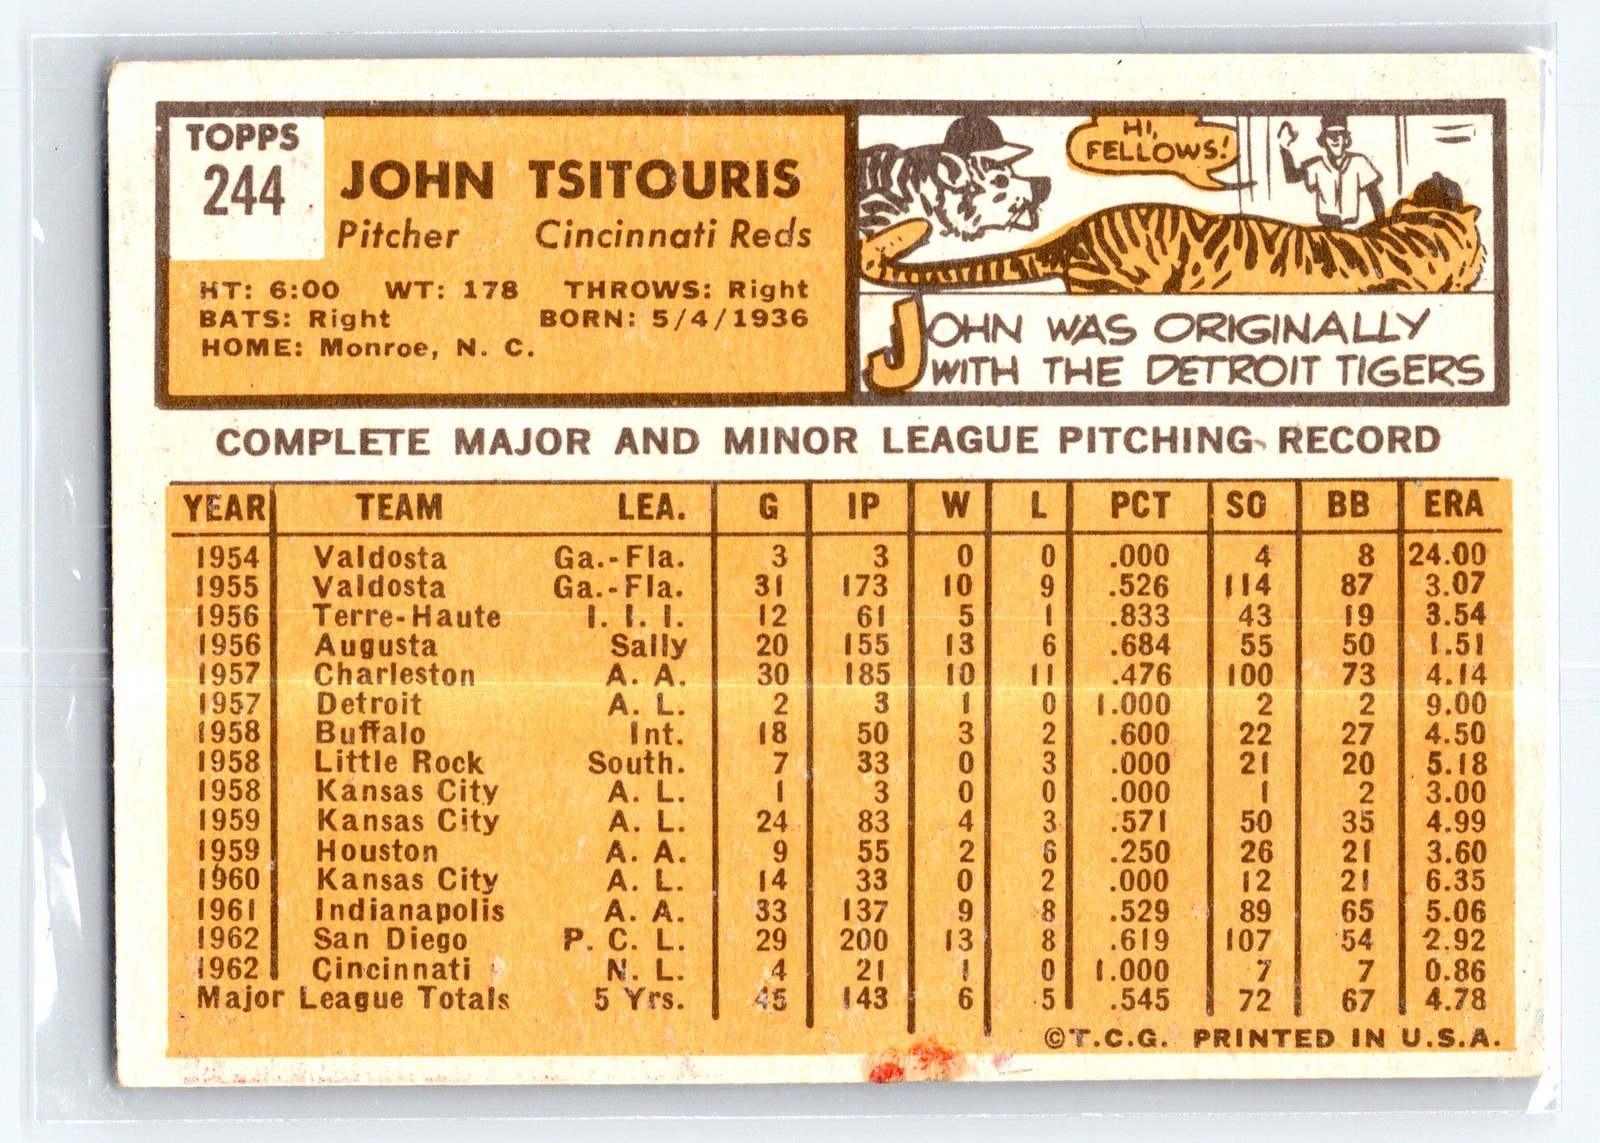 TOPPS
244
JOHN TSITOURIS
Pitcher Cincinnati Reds
HT: 6:00 WT: 178 THROWS: Right
BATS: Right BORN: 5/4/1936
HOME: Monroe, N. C.
HI,
FELLOWS!
JOHN WAS ORIGINALLY
WITH THE DETROIT TIGERS
COMPLETE MAJOR AND MINOR LEAGUE PITCHING RECORD
YEAR TEAM LEA. G IP W L PCT SO BB ERA
1954 Valdosta Ga.-Fla. 3 3 0 0 .000 4 8 24.00
1955 Valdosta Ga.-Fla. 31 173 10 9 .526 114 87 3.07
1956 Terre-Haute I. I. I. 12 61 5 1 .833 43 19 3.54
1956 Augusta Sally 20 155 13 6 .684 55 50 1.51
1957 Charleston A. A. 30 185 10 11 .476 100 73 4.14
1957 Detroit A. L. 2 3 1 0 1.000 2 2 9.00
1958 Buffalo Int. 18 50 3 2 .600 22 27 4.50
1958 Little Rock South. 7 33 0 3 .000 21 20 5.18
1958 Kansas City A. L. 1 3 0 0 .000 1 2 3.00
1959 Kansas City A. L. 24 83 4 3 .571 50 35 4.99
1959 Houston A. A. 9 55 2 6 .250 26 21 3.60
1960 Kansas City A. L. 14 33 0 2 .000 12 21 6.35
1961 Indianapolis A. A. 33 137 9 8 .529 89 65 5.06
1962 San Diego P. C. L. 29 200 13 8 .619 107 54 2.92
1962 Cincinnati N. L. 4 21 1 0 1.000 7 7 0.86
Major League Totals 5 Yrs. 45 143 6 5 .545 72 67 4.78
©T.C.G. PRINTED IN U.S.A.